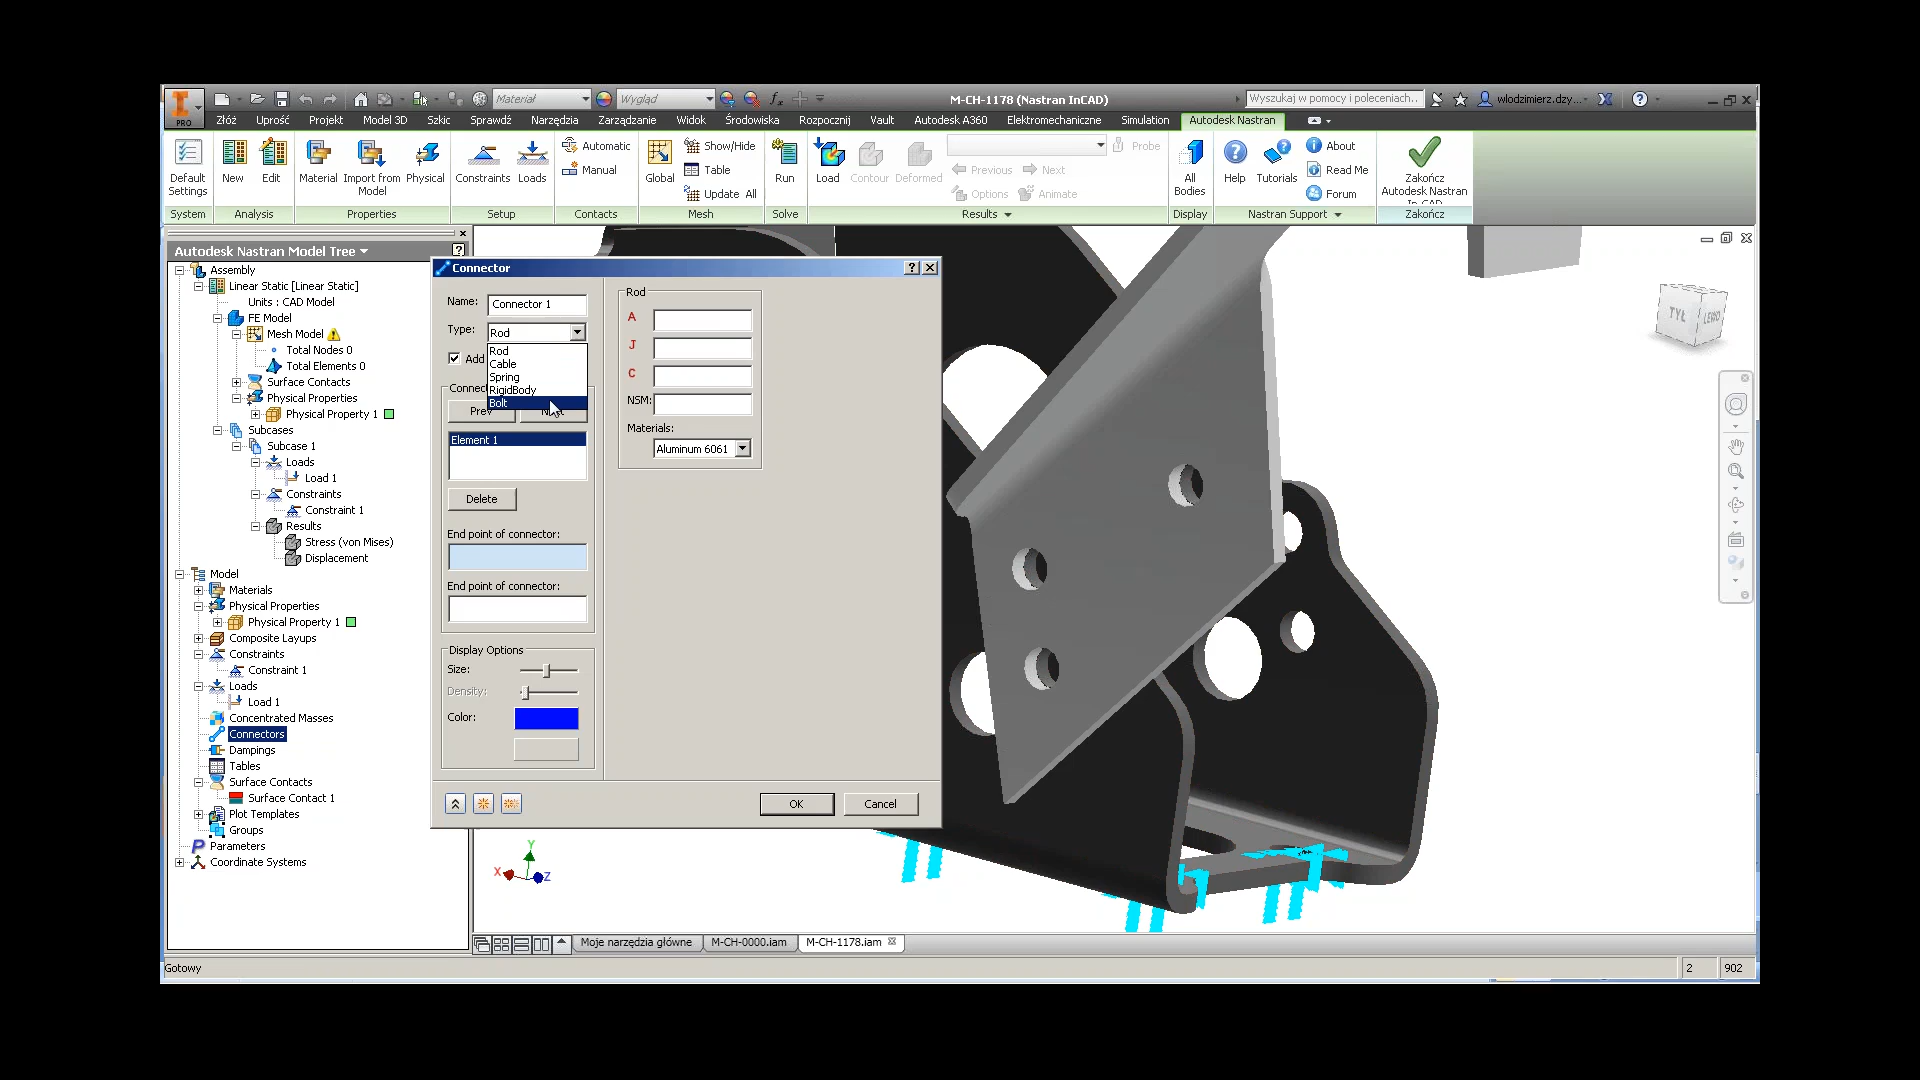 PRO
Materiał
Wygląd
fx
M-CH-1178 (Nastran InCAD)
Wyszukaj w pomocy i poleceniach...
wlodzimierz.dzy...
Złóż
Uprość
Projekt
Model 3D
Szkic
Sprawdź
Narzędzia
Zarządzanie
Widok
Środowiska
Rozpocznij
Vault
Autodesk A360
Elektromechaniczne
Simulation
Autodesk Nastran
Default Settings
New
Edit
Material
Import from Model
Physical
Constraints
Loads
Automatic
Manual
Global
Show/Hide
Table
Update All
Run
Load
Contour
Deformed
Previous
Next
Options
Animate
Probe
All Bodies
Help
Tutorials
About
Read Me
Forum
Zakończ
Autodesk Nastran
System
Analysis
Properties
Setup
Contacts
Mesh
Solve
Results
Display
Nastran Support
Zakończ
Autodesk Nastran Model Tree
Assembly
Linear Static [Linear Static]
Units : CAD Model
FE Model
Mesh Model
Total Nodes 0
Total Elements 0
Surface Contacts
Physical Properties
Physical Property 1
Subcases
Subcase 1
Loads
Load 1
Constraints
Constraint 1
Results
Stress (von Mises)
Displacement
Model
Materials
Physical Properties
Physical Property 1
Composite Layups
Constraints
Constraint 1
Loads
Load 1
Concentrated Masses
Connectors
Dampings
Tables
Surface Contacts
Surface Contact 1
Plot Templates
Groups
Parameters
Coordinate Systems
Connector
Name:
Connector 1
Type:
Rod
Rod
Cable
Spring
RigidBody
Bolt
Add
Prev
Element 1
Delete
End point of connector:
End point of connector:
Display Options
Size:
Density:
Color:
Rod
A
J
C
NSM:
Materials:
Aluminum 6061
OK
Cancel
TYŁ
LEWO
Y
X
Z
Moje narzędzia główne
M-CH-0000.iam
M-CH-1178.iam
Gotowy
2
902